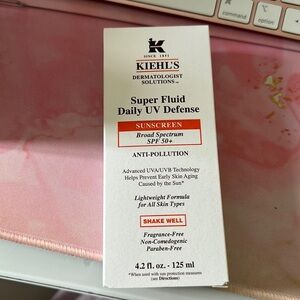 K
SINCE 1851
KIEHL'S
DERMATOLOGIST
SOLUTIONS™
Super Fluid
Daily UV Defense
SUNSCREEN
Broad Spectrum
SPF 50+
ANTI-POLLUTION
Advanced UVA/UVB Technology
Helps Prevent Early Skin Aging
Caused by the Sun*
Lightweight Formula
for All Skin Types
SHAKE WELL
Fragrance-Free
Non-Comedogenic
Paraben-Free
4.2 fl. oz. - 125 ml
*When used with sun protection measures
(see Directions)
command
option